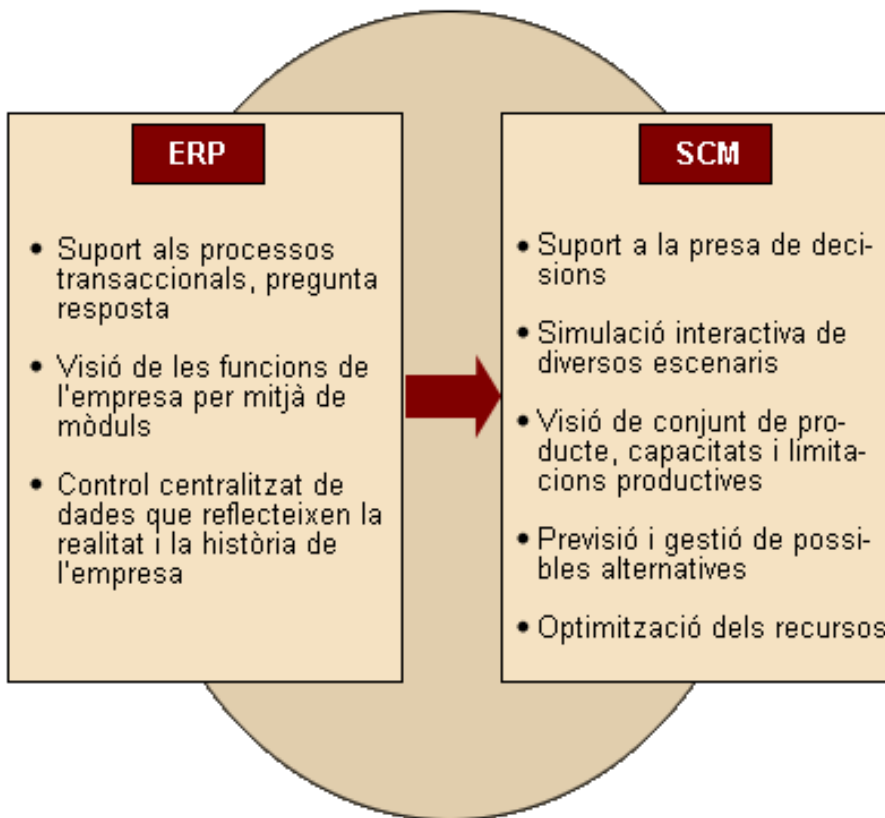 ERP
• Suport als processos
transaccionals, pregunta
resposta
• Visió de les funcions de
l'empresa per mitjà de
mòduls
• Control centralitzat de
dades que reflecteixen la
realitat i la història de
l'empresa
SCM
• Suport a la presa de deci-
sions
• Simulació interactiva de
diversos escenaris
• Visió de conjunt de pro-
ducte, capacitats i limita-
cions productives
• Previsió i gestió de possi-
bles alternatives
• Optimització dels recursos